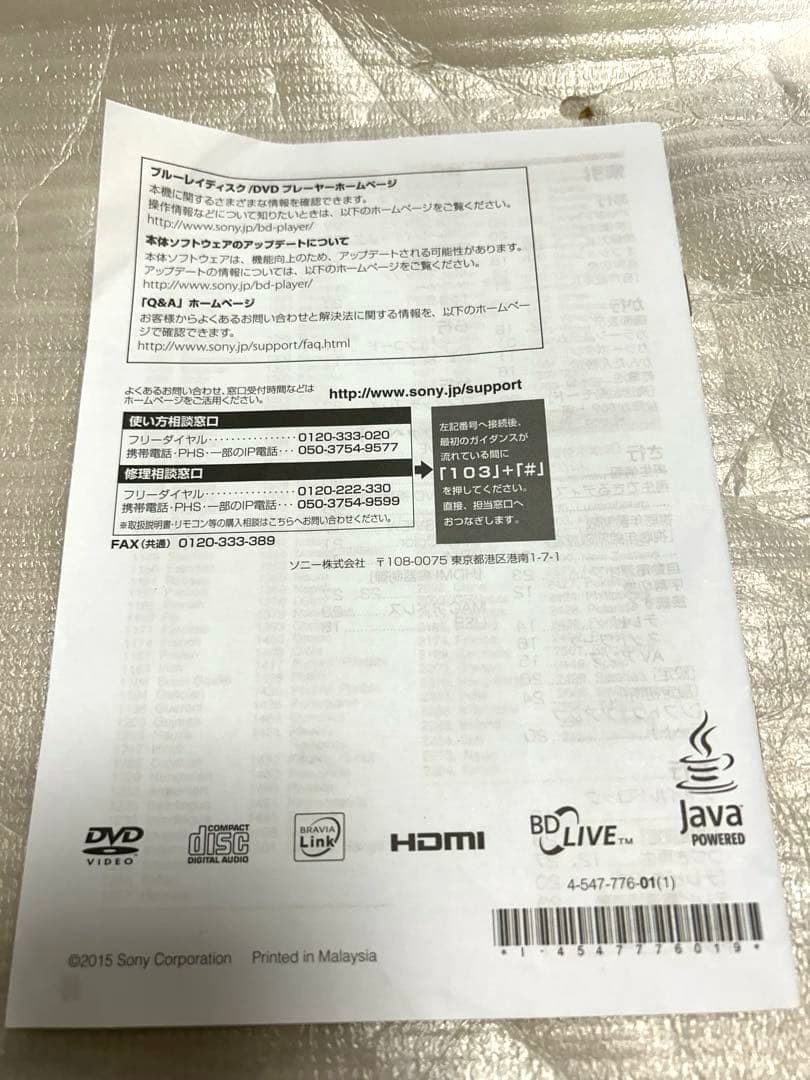 ブルーレイディスク/DVD プレーヤーホームページ
本機に関するさまざまな情報を確認できます。
操作情報などについて知りたいときは、以下のホームページをご覧ください。
http://www.sony.jp/bd-player/
本体ソフトウェアのアップデートについて
本体ソフトウェアは、機能向上のため、アップデートされる可能性があります。
アップデートの情報については、以下のホームページをご覧ください。
http://www.sony.jp/bd-player/
「Q&A」ホームページ
お客様からよくあるお問い合わせと解決法に関する情報を、以下のホームペー
ジで確認できます。
http://www.sony.jp/support/faq.html
よくあるお問い合わせ、窓口受付時間などは
ホームページをご活用ください。
http://www.sony.jp/support
使い方相談窓口
フリーダイヤル················0120-333-020
携帯電話・PHS・一部のIP電話···050-3754-9577
修理相談窓口
フリーダイヤル················0120-222-330
携帯電話・PHS・一部のIP電話···050-3754-9599
※取扱説明書・リモコン等の購入相談はこちらへお問い合わせください。
左記番号へ接続後、
最初のガイダンスが
流れている間に
「103」+「#」
を押してください。
直接、担当窓口へ
おつなぎします。
FAX(共通) 0120-333-389
ソニー株式会社 〒108-0075 東京都港区港南1-7-1
DVD
VIDEO
COMPACT
disc
DIGITAL AUDIO
BRAVIA
Link
HDMI
BD LIVE™
Java
POWERED
4-547-776-01(1)
*I-4547776019*
©2015 Sony Corporation Printed in Malaysia